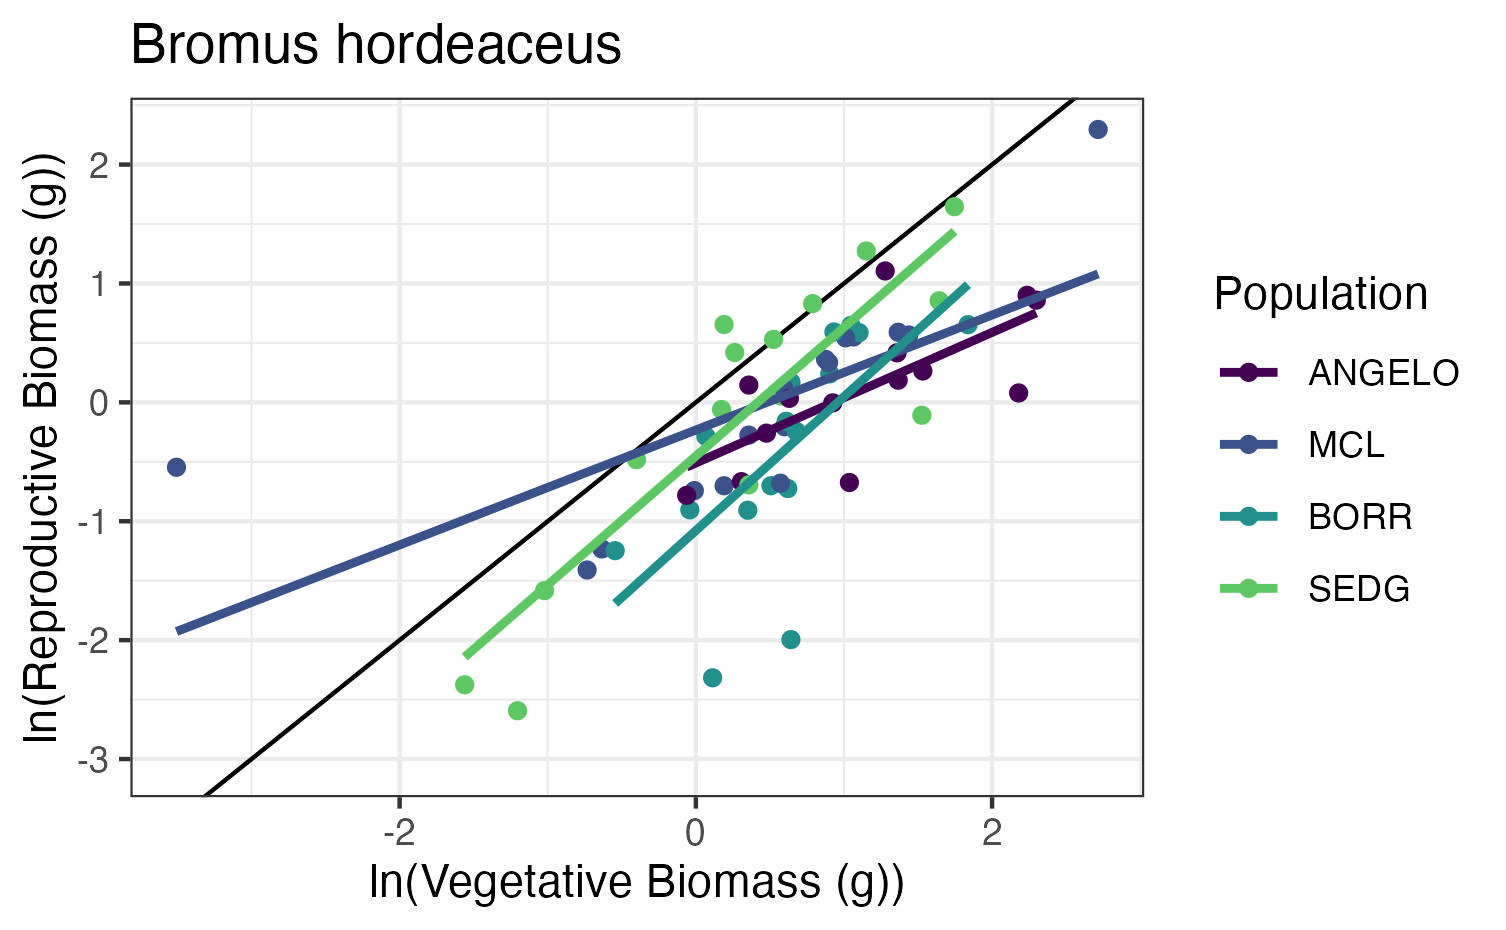 Bromus hordeaceus
ln(Reproductive Biomass (g))
2
1
0
-1
-2
-3
-2
0
2
ln(Vegetative Biomass (g))
Population
ANGELO
MCL
BORR
SEDG